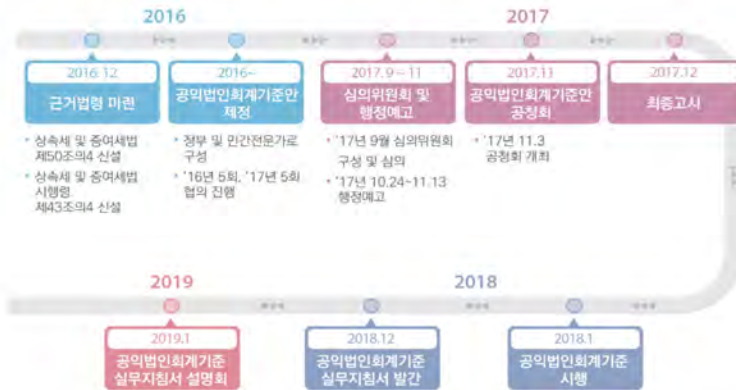 2016
2017
2016.12
근거법령 마련
상속세 및 증여세법
제50조의4 신설
상속세 및 증여세법
시행령
제43조의4 신설
2016~
공익법인회계기준안
제정
정부 및 민간전문가로
구성
'16년 5회, '17년 5회
협의 진행
2017.9~11
심의위원회 및
행정예고
'17년 9월 심의위원회
구성 및 심의
'17년 10.24~11.13
행정예고
2017.11
공익법인회계기준안
공청회
'17년 11.3
공청회 개최
2017.12
최종고시
2019
2018
2019.1
공익법인회계기준
실무지침서 설명회
2018.12
공익법인회계기준
실무지침서 발간
2018.1
공익법인회계기준
시행